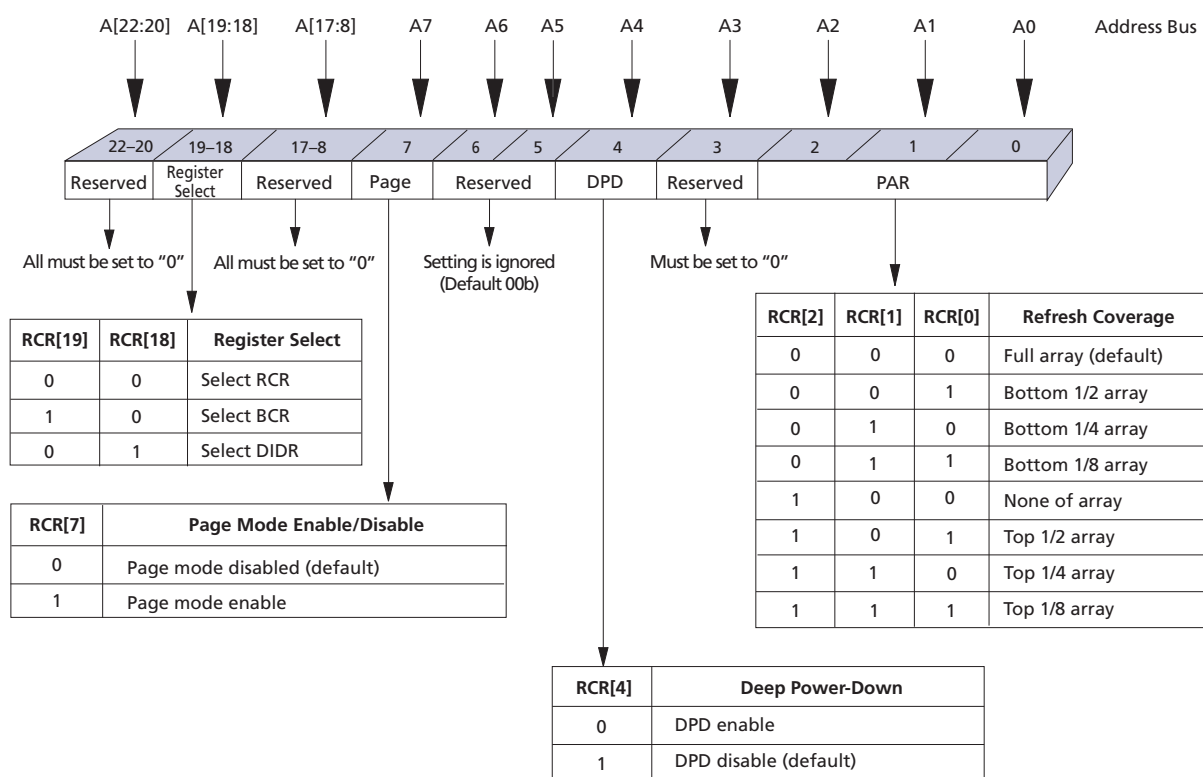 A[22:20] A[19:18] A[17:8] A7 A6 A5 A4 A3 A2 A1 A0 Address Bus
22–20 19–18 17–8 7 6 5 4 3 2 1 0
Reserved Register Select Reserved Page Reserved DPD Reserved PAR
All must be set to “0”
All must be set to “0”
Setting is ignored
(Default 00b)
Must be set to “0”
RCR[19] RCR[18] Register Select
0 0 Select RCR
1 0 Select BCR
0 1 Select DIDR
RCR[2] RCR[1] RCR[0] Refresh Coverage
0 0 0 Full array (default)
0 0 1 Bottom 1/2 array
0 1 0 Bottom 1/4 array
0 1 1 Bottom 1/8 array
1 0 0 None of array
1 0 1 Top 1/2 array
1 1 0 Top 1/4 array
1 1 1 Top 1/8 array
RCR[7] Page Mode Enable/Disable
0 Page mode disabled (default)
1 Page mode enable
RCR[4] Deep Power-Down
0 DPD enable
1 DPD disable (default)